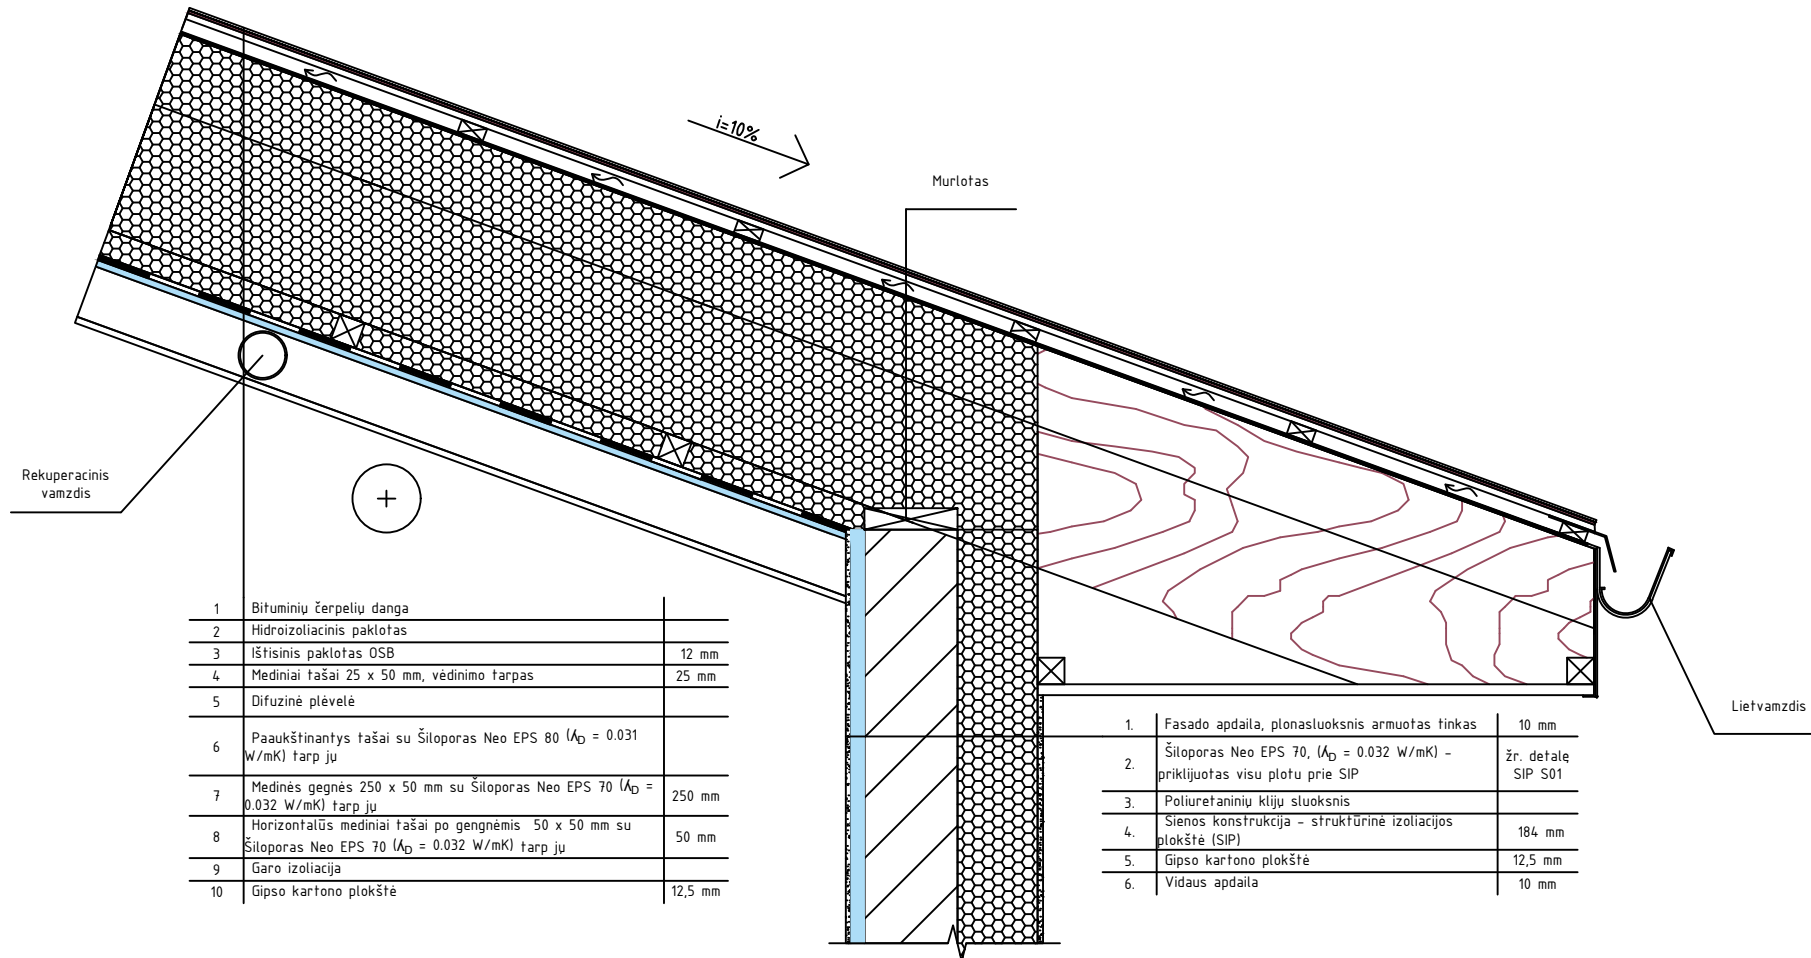 i=10%
Murlotas
Rekuperacinis
vamzdis
Lietvamzdis
1 Bituminių čerpelių danga
2 Hidroizoliacinis paklotas
3 Ištisinis paklotas OSB 12 mm
4 Mediniai tašai 25 x 50 mm, vėdinimo tarpas 25 mm
5 Difuzinė plėvelė
6 Paaukštinantys tašai su Šiloporas Neo EPS 80 (λD = 0.031
W/mK) tarp jų
7 Medinės gegnės 250 x 50 mm su Šiloporas Neo EPS 70 (λD =
0.032 W/mK) tarp jų 250 mm
8 Horizontalūs mediniai tašai po gengnėmis 50 x 50 mm su
Šiloporas Neo EPS 70 (λD = 0.032 W/mK) tarp jų 50 mm
9 Garo izoliacija
10 Gipso kartono plokštė 12,5 mm
1. Fasado apdaila, plonasluoksnis armuotas tinkas 10 mm
2. Šiloporas Neo EPS 70, (λD = 0.032 W/mK) – žr. detalę
priklijuotas visu plotu prie SIP SIP S01
3. Poliuretaninių klijų sluoksnis
4. Sienos konstrukcija – struktūrinė izoliacijos
plokštė (SIP) 184 mm
5. Gipso kartono plokštė 12,5 mm
6. Vidaus apdaila 10 mm